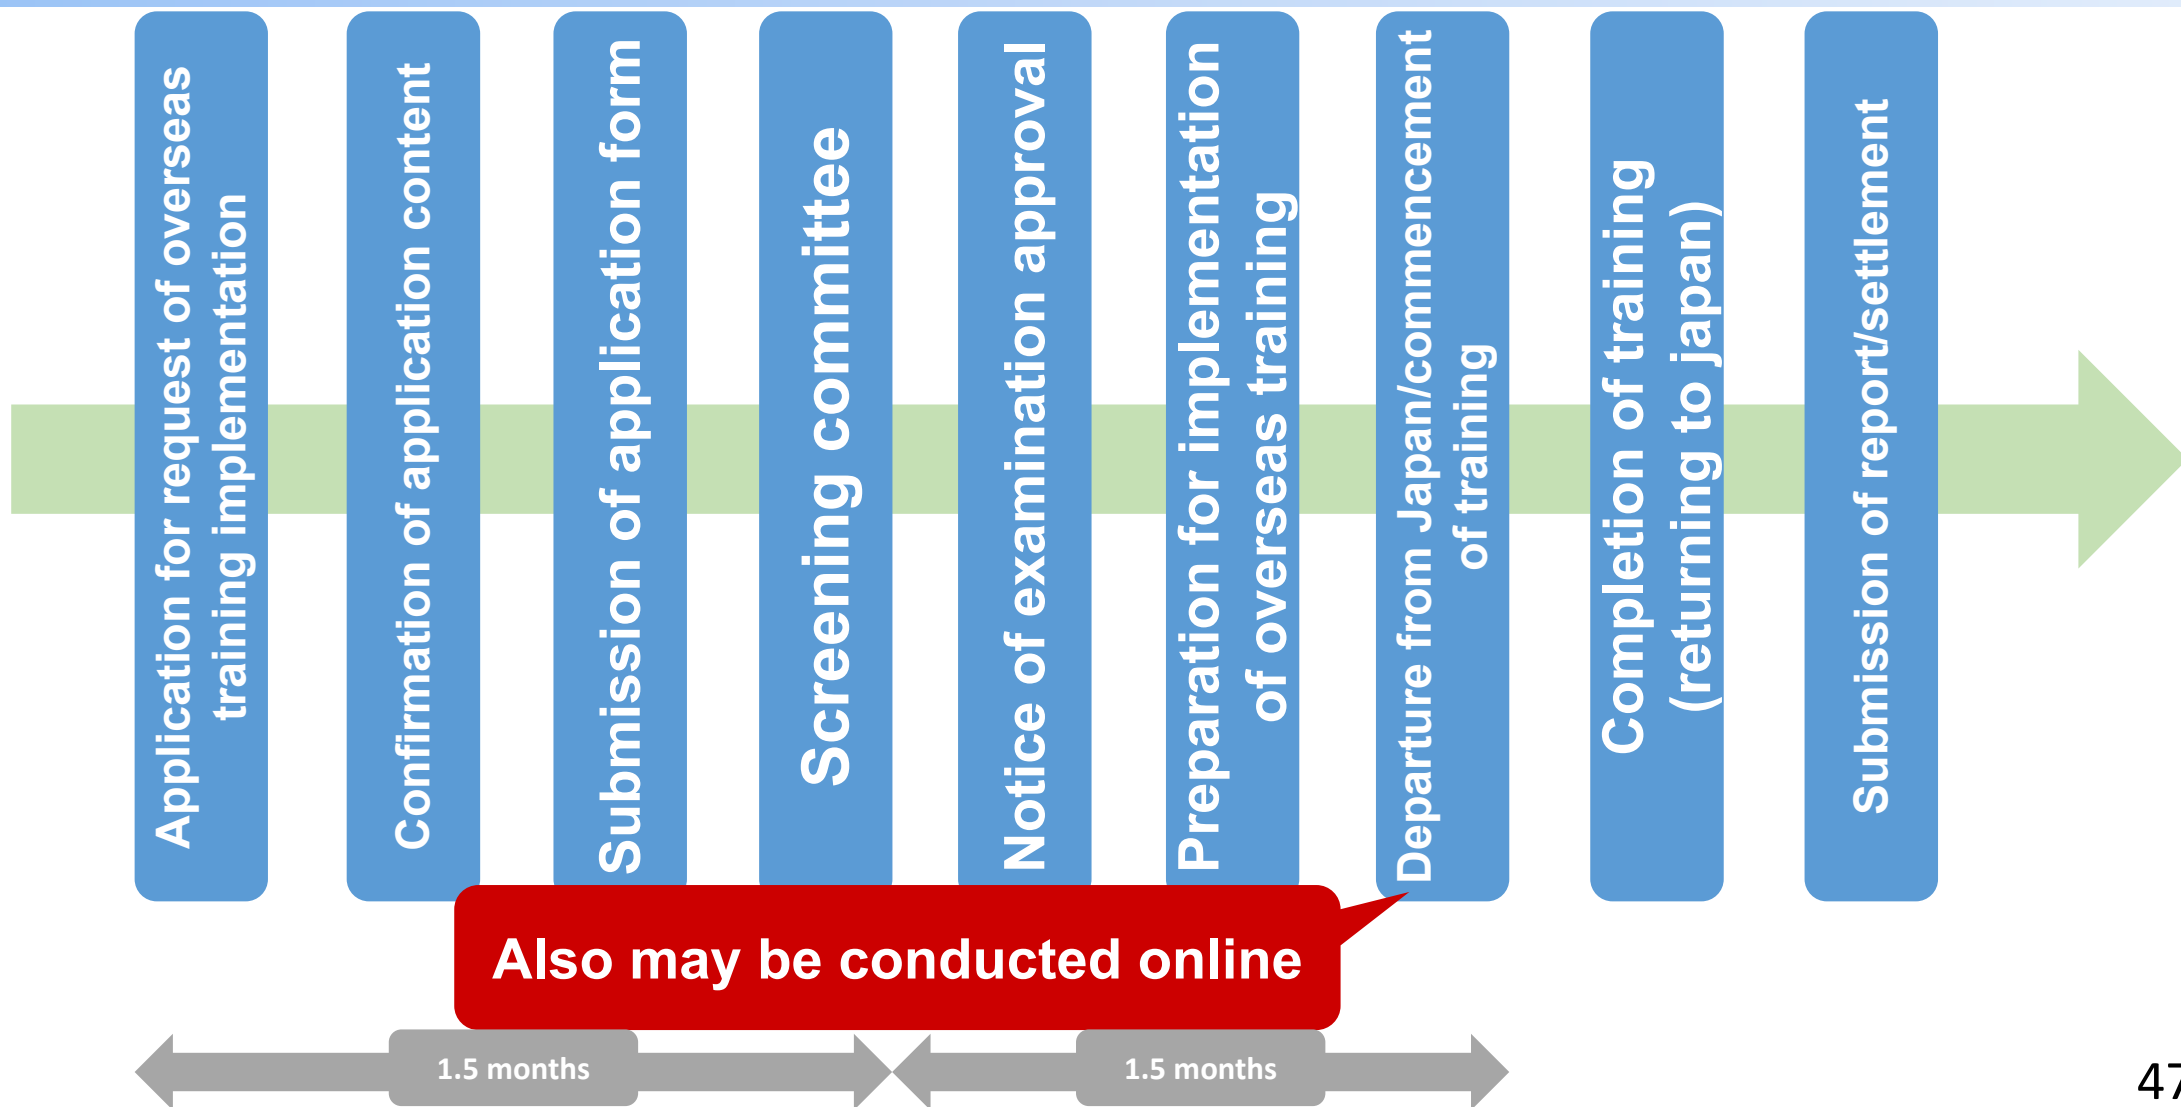 Application for request of overseas
training implementation
Confirmation of application content
Submission of application form
Screening committee
Notice of examination approval
Preparation for implementation
of overseas training
Departure from Japan/commencement
of training
Completion of training
(returning to japan)
Submission of report/settlement
Also may be conducted online
1.5 months
1.5 months
47